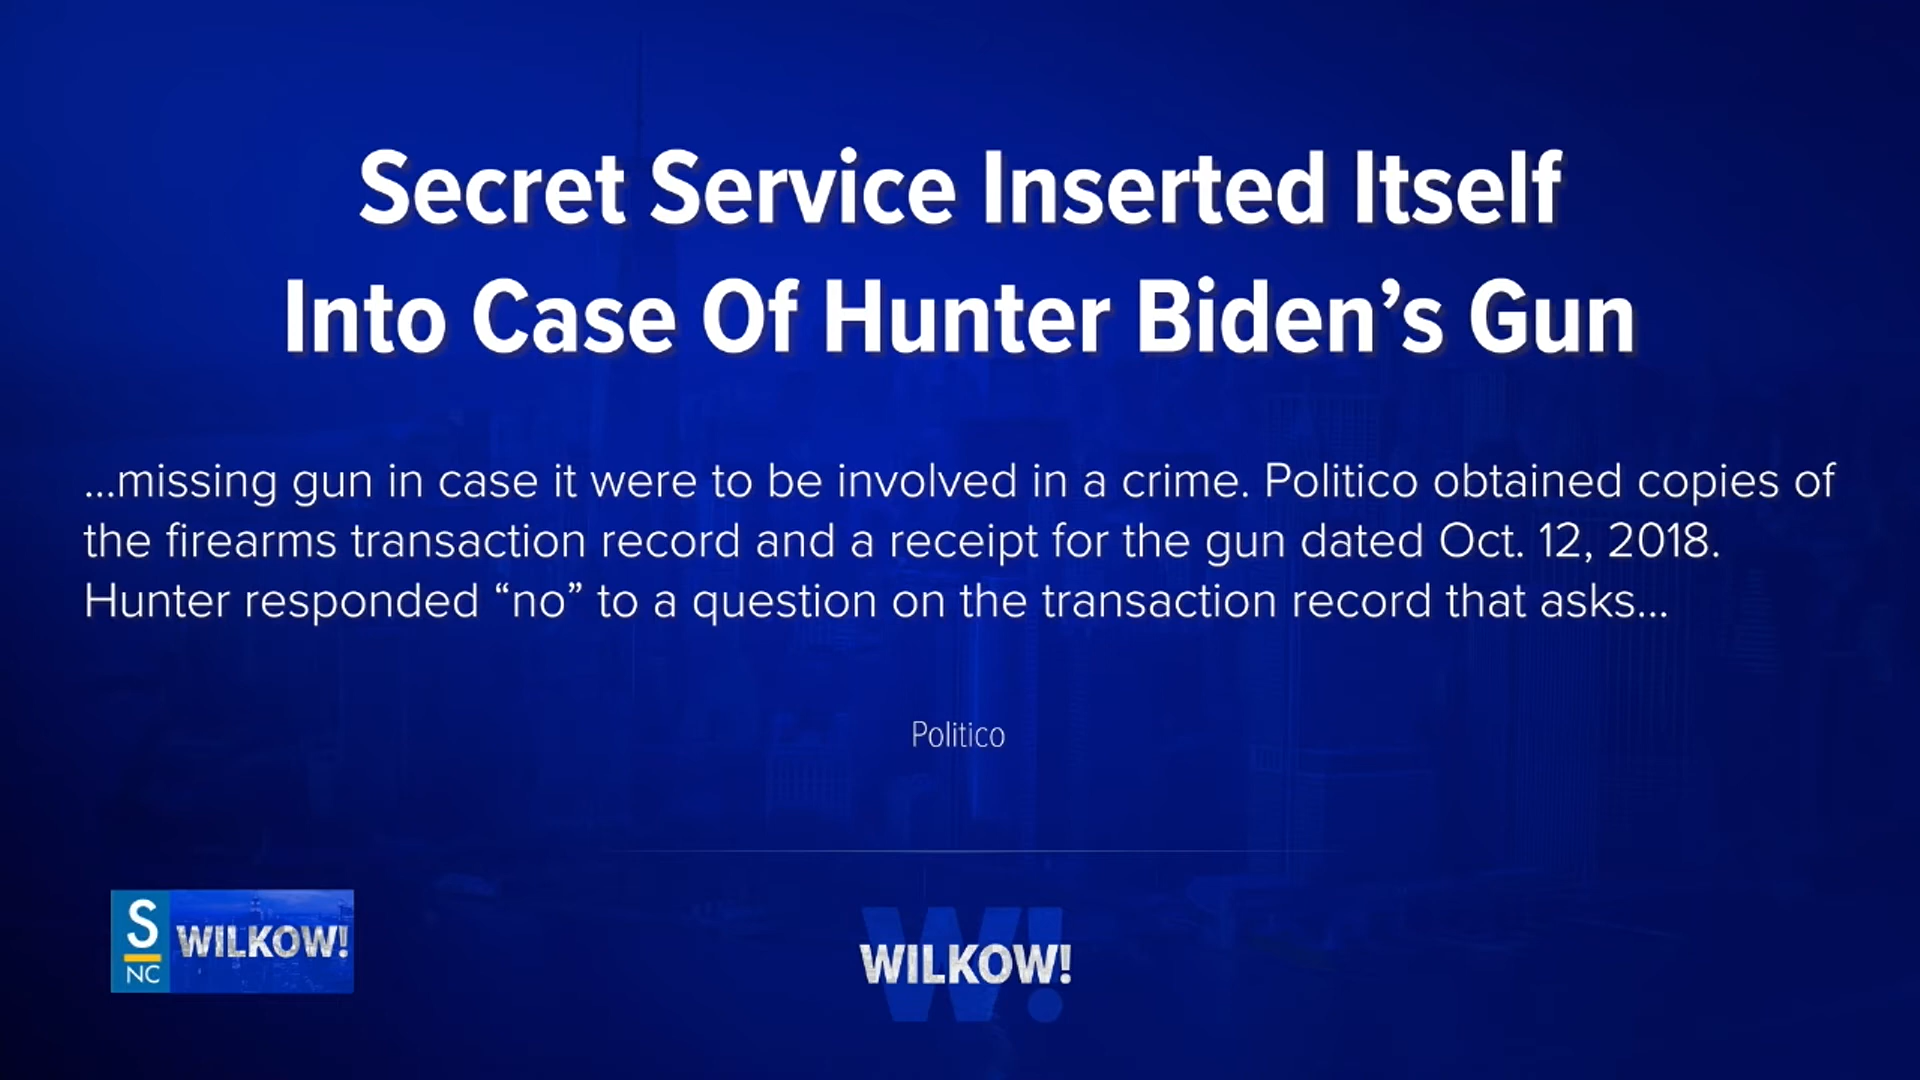 Secret Service Inserted Itself
Into Case Of Hunter Biden’s Gun
...missing gun in case it were to be involved in a crime. Politico obtained copies of
the firearms transaction record and a receipt for the gun dated Oct. 12, 2018.
Hunter responded “no” to a question on the transaction record that asks...
Politico
S
NC
WILKOW!
W!
WILKOW!